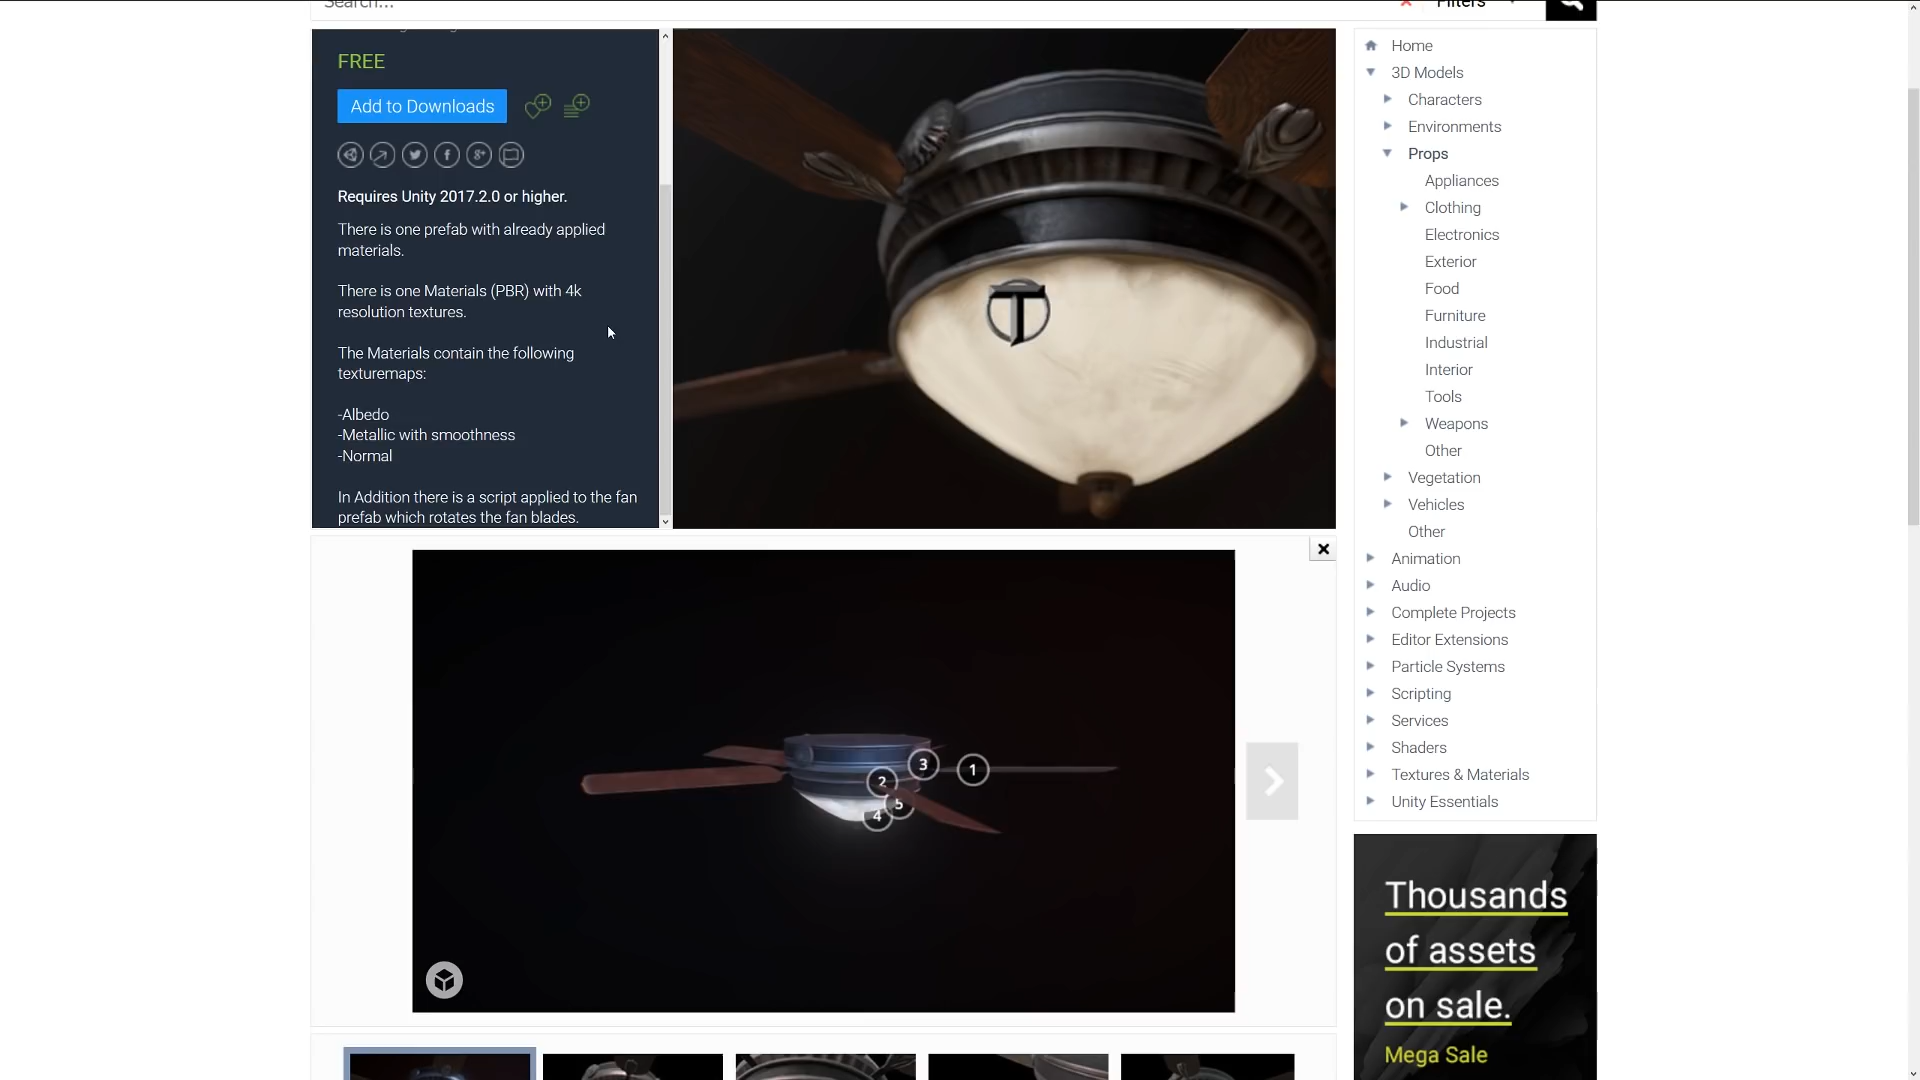 Search...
Filters
FREE
Add to Downloads
Requires Unity 2017.2.0 or higher.
There is one prefab with already applied
materials.
There is one Materials (PBR) with 4k
resolution textures.
The Materials contain the following
texturemaps:
-Albedo
-Metallic with smoothness
-Normal
In Addition there is a script applied to the fan
prefab which rotates the fan blades.
T
1
2
3
4
5
Home
3D Models
Characters
Environments
Props
Appliances
Clothing
Electronics
Exterior
Food
Furniture
Industrial
Interior
Tools
Weapons
Other
Vegetation
Vehicles
Other
Animation
Audio
Complete Projects
Editor Extensions
Particle Systems
Scripting
Services
Shaders
Textures & Materials
Unity Essentials
Thousands
of assets
on sale.
Mega Sale